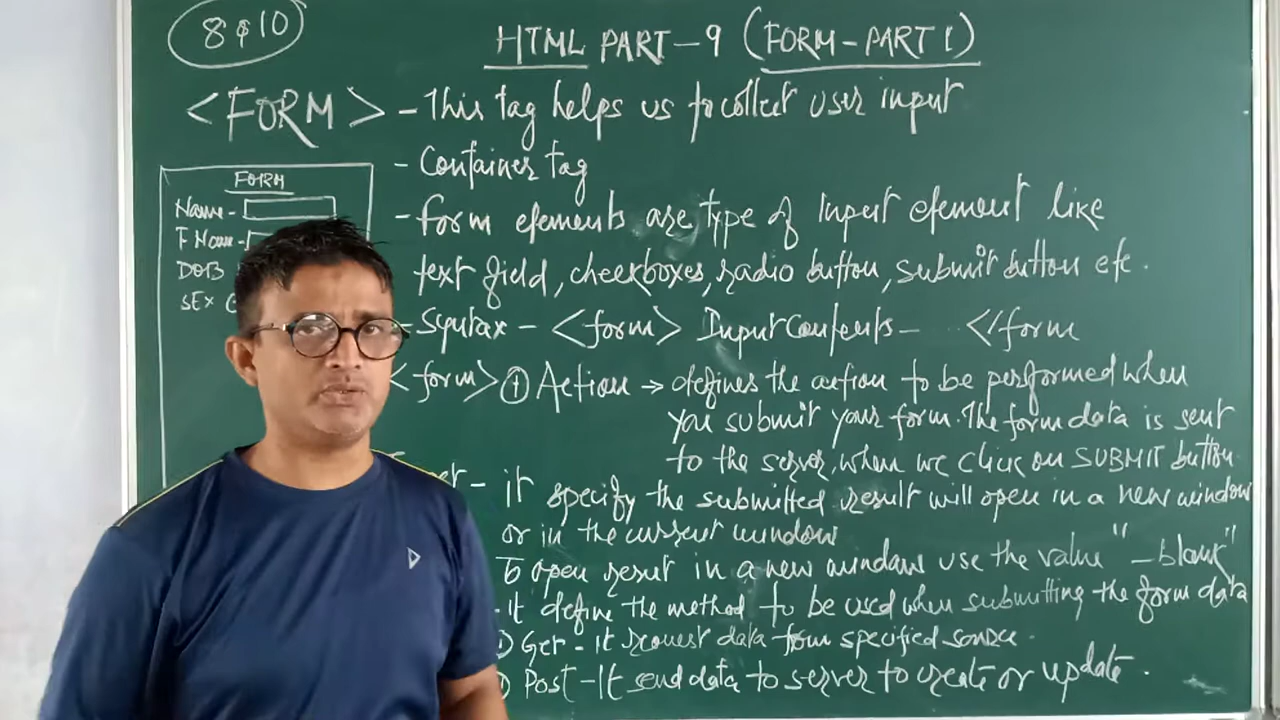 8 & 10
HTML PART-9 (FORM-PART 1)
<FORM> - This tag helps us to collect user input
- Container tag
FORM
Name-
F Name-
DOB
SEX
- form elements are type of Input element like
text field, checkboxes, radio button, submit button etc.
- Syntax - <form> Input Contents - </form
<form> ① Action → defines the action to be performed when
you submit your form. The form data is sent
to the server, when we click on SUBMIT button
get - it specify the submitted result will open in a new window
or in the current window
To open result in a new window use the value "_blank"
- It define the method to be used when submitting the form data
Get - It request data from specified source.
Post - It send data to server to create or update.